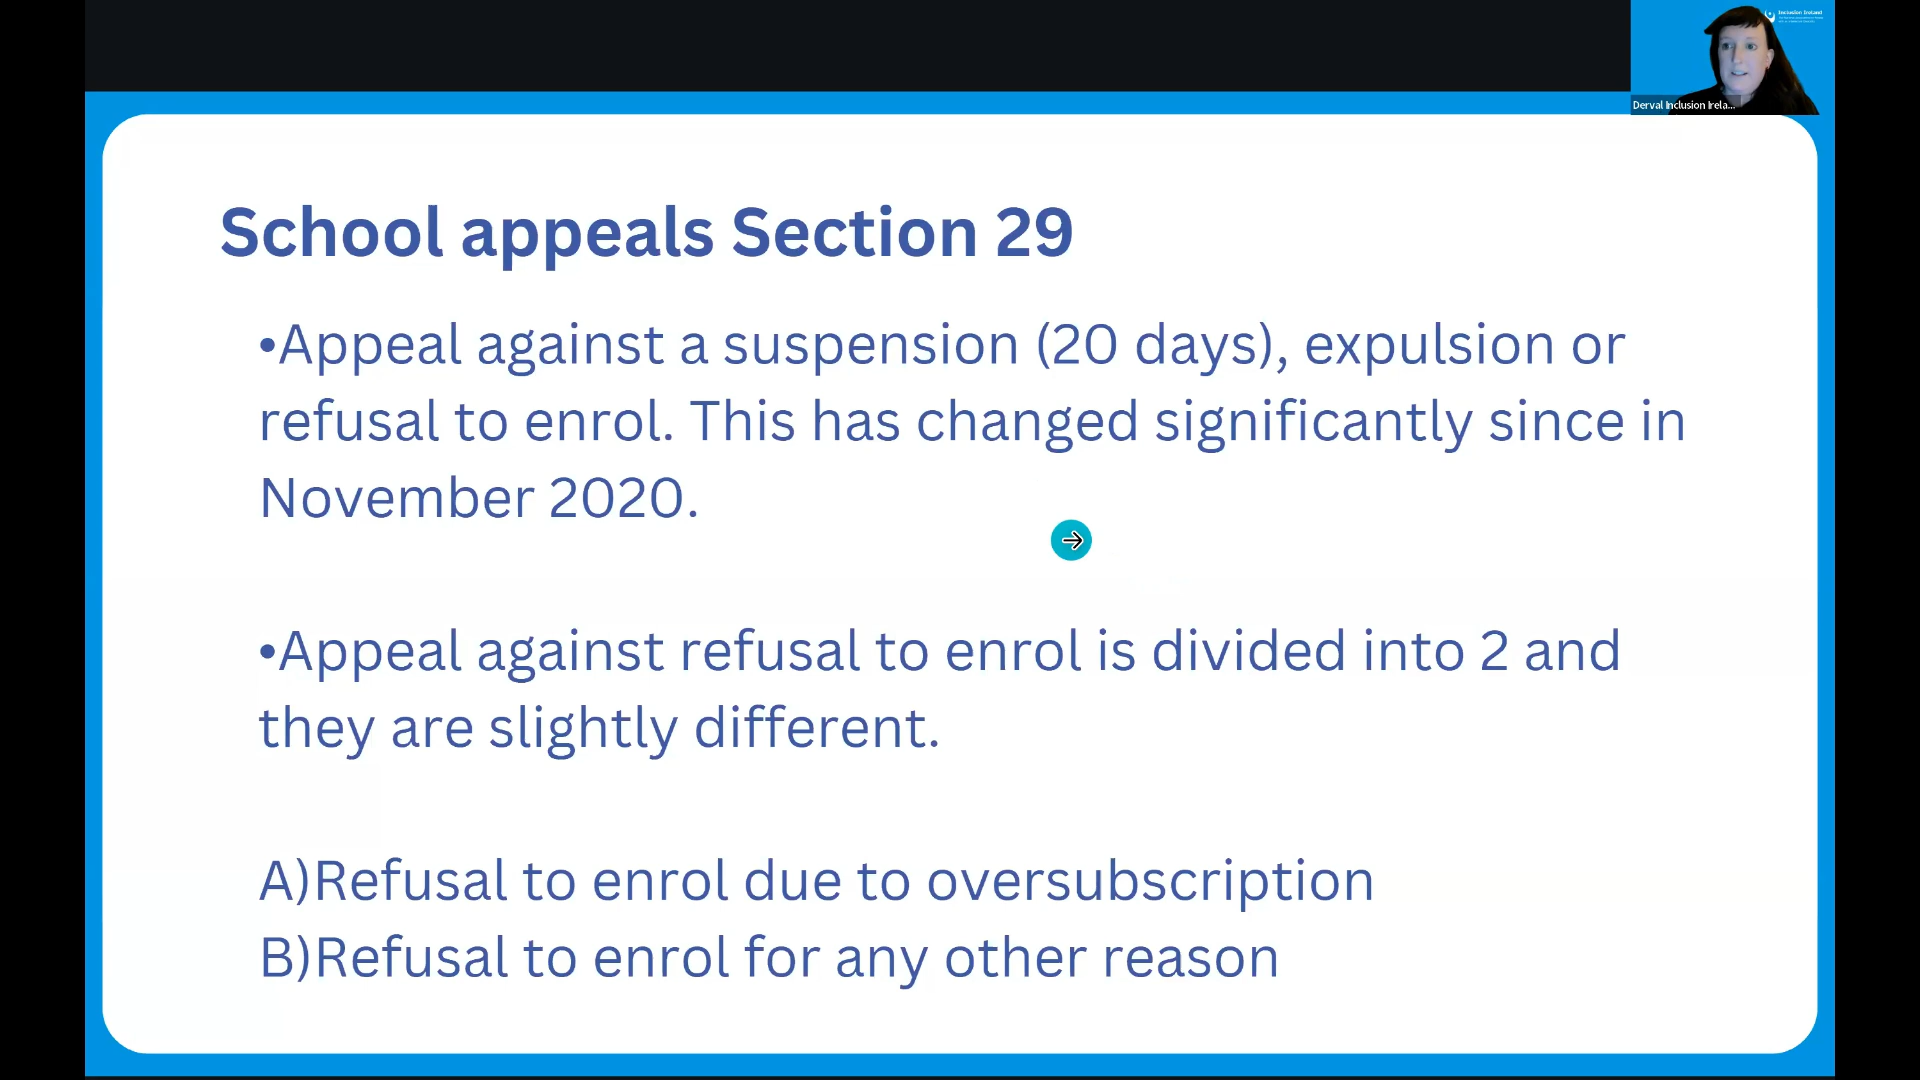 Inclusion Ireland
Derval Inclusion Irela...
School appeals Section 29
•Appeal against a suspension (20 days), expulsion or
refusal to enrol. This has changed significantly since in
November 2020.
•Appeal against refusal to enrol is divided into 2 and
they are slightly different.
A)Refusal to enrol due to oversubscription
B)Refusal to enrol for any other reason